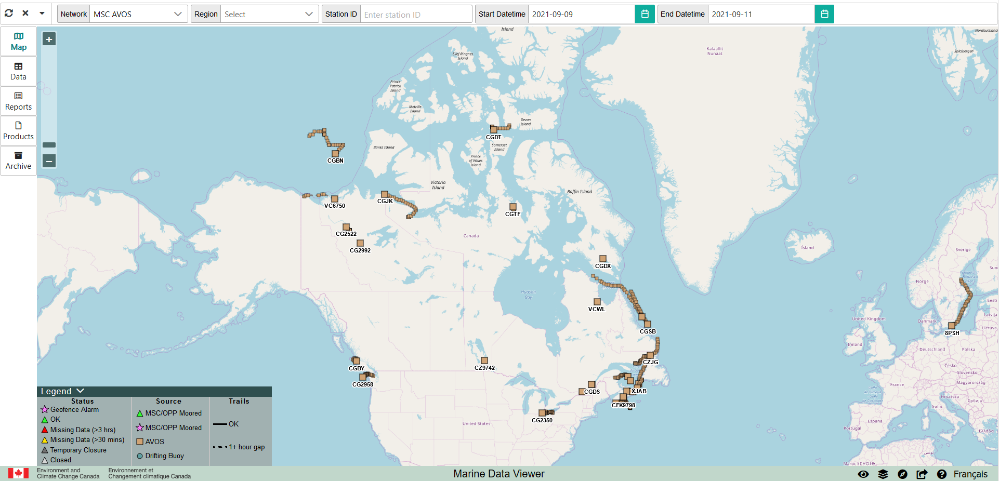 Network MSC AVOS Region Select Station ID Enter station ID Start Datetime 2021-09-09 End Datetime 2021-09-11
Map
Data
Reports
Products
Archive
Island
Ellef Ringnes
Island
Prince
Patrick
Island
Melville
Island
Devon
Island
CGDT
Somerset
Island
Prince
of Wales
Island
Banks Island
CGBN
Victoria
Island
Baffin Island
Kalaallit
Nunaat
Nordaustlandet
Spitsbergen
VC6750
CGJK
CGTF
CG2522
CG2992
Canada
CGDX
Hudson
Bay
VCWL
CGSB
CZJG
Ísland
Sverige
Norge
United Kingdom
Ireland
Danmark
Eesti
Latvija
Lietuva
8PSH
Deutschland
Polska
Česko
Slovensko
Magyarország
France
Hrvatska
Србија
Italia
España
Portugal
Ελλάδα
تونس
Maroc ⵍⵎⵖⵔⵉⴱ
Golfe
de Gascogne
CGBY
CG2958
CZ9742
CGDS
XJAB
CFK9798
CG2350
United States
Legend
Status
Geofence Alarm
OK
Missing Data (>3 hrs)
Missing Data (>30 mins)
Temporary Closure
Closed
Source
MSC/OPP Moored
MSC/OPP Moored
AVOS
Drifting Buoy
Trails
OK
1+ hour gap
Environment and
Climate Change Canada
Environnement et
Changement climatique Canada
Marine Data Viewer
Français